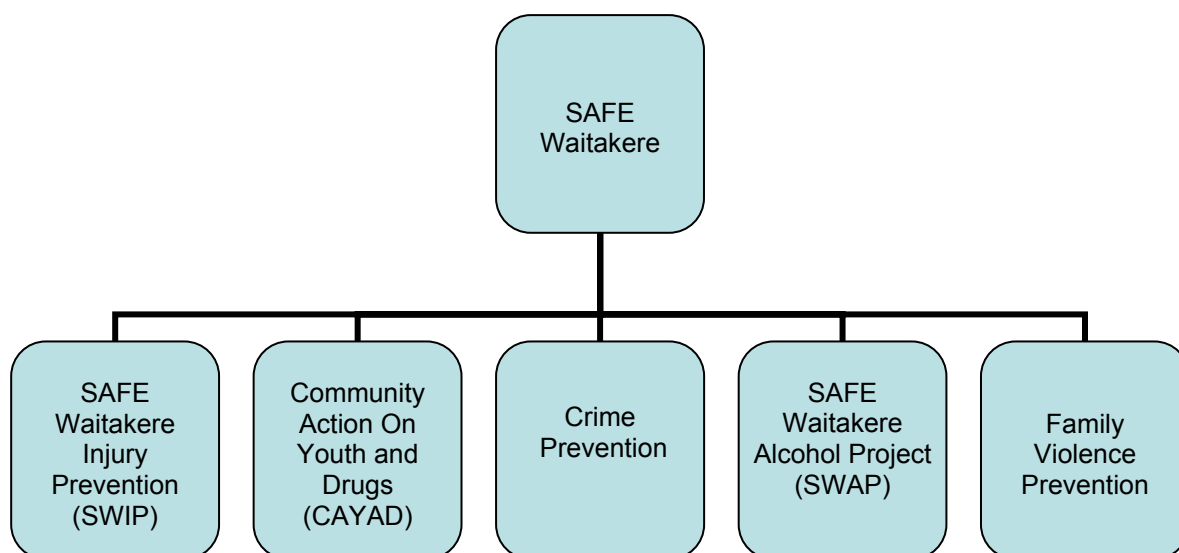 SAFE
Waitakere
SAFE
Waitakere
Injury
Prevention
(SWIP)
Community
Action On
Youth and
Drugs
(CAYAD)
Crime
Prevention
SAFE
Waitakere
Alcohol Project
(SWAP)
Family
Violence
Prevention